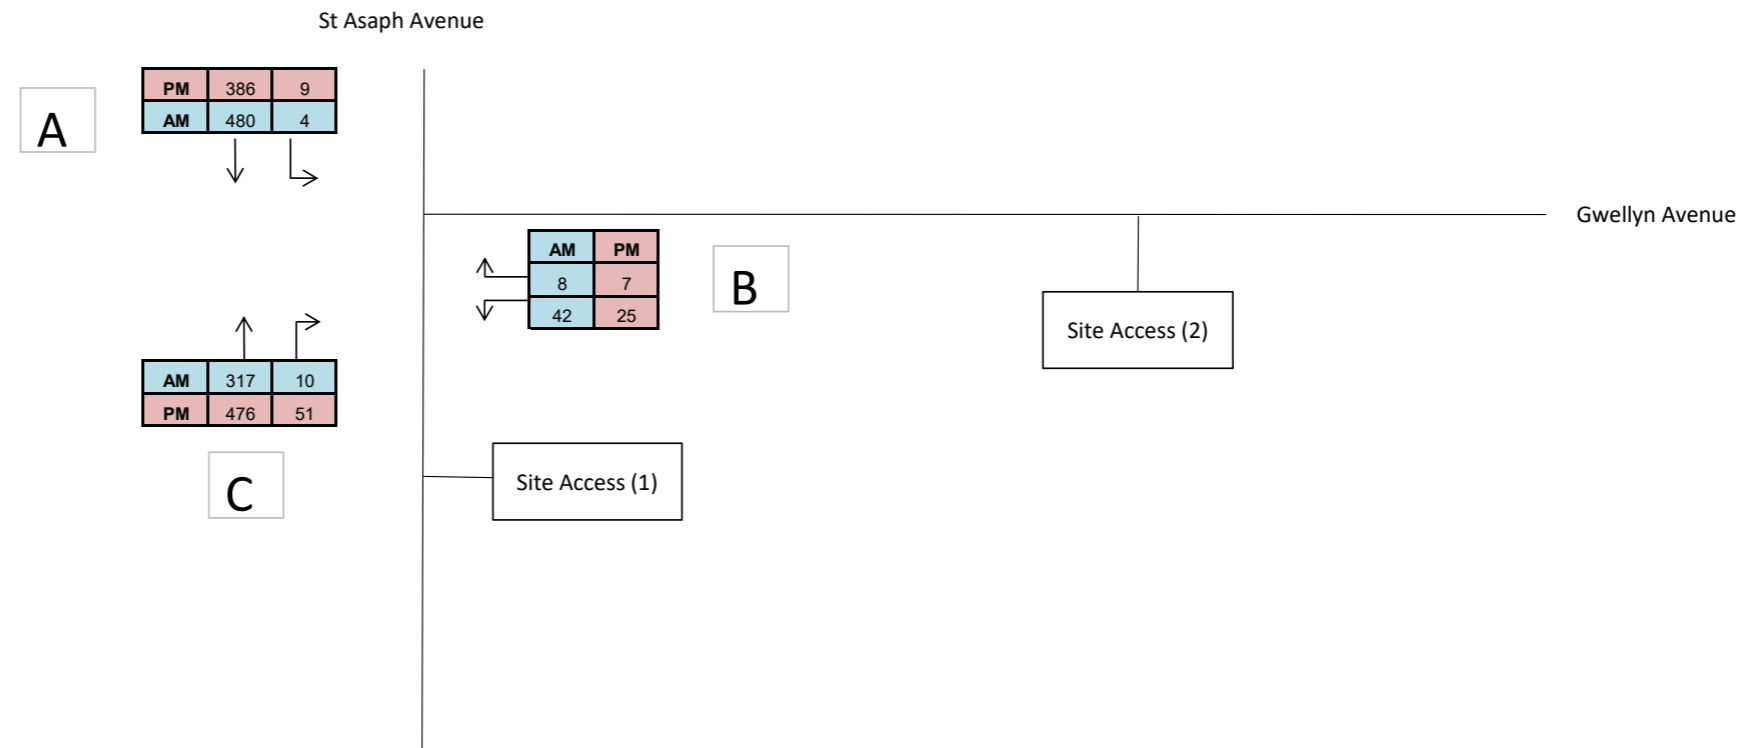 St Asaph Avenue
PM 386 9
AM 480 4
A
Gwellyn Avenue
AM PM
8 7
42 25
B
Site Access (2)
AM 317 10
PM 476 51
C
Site Access (1)